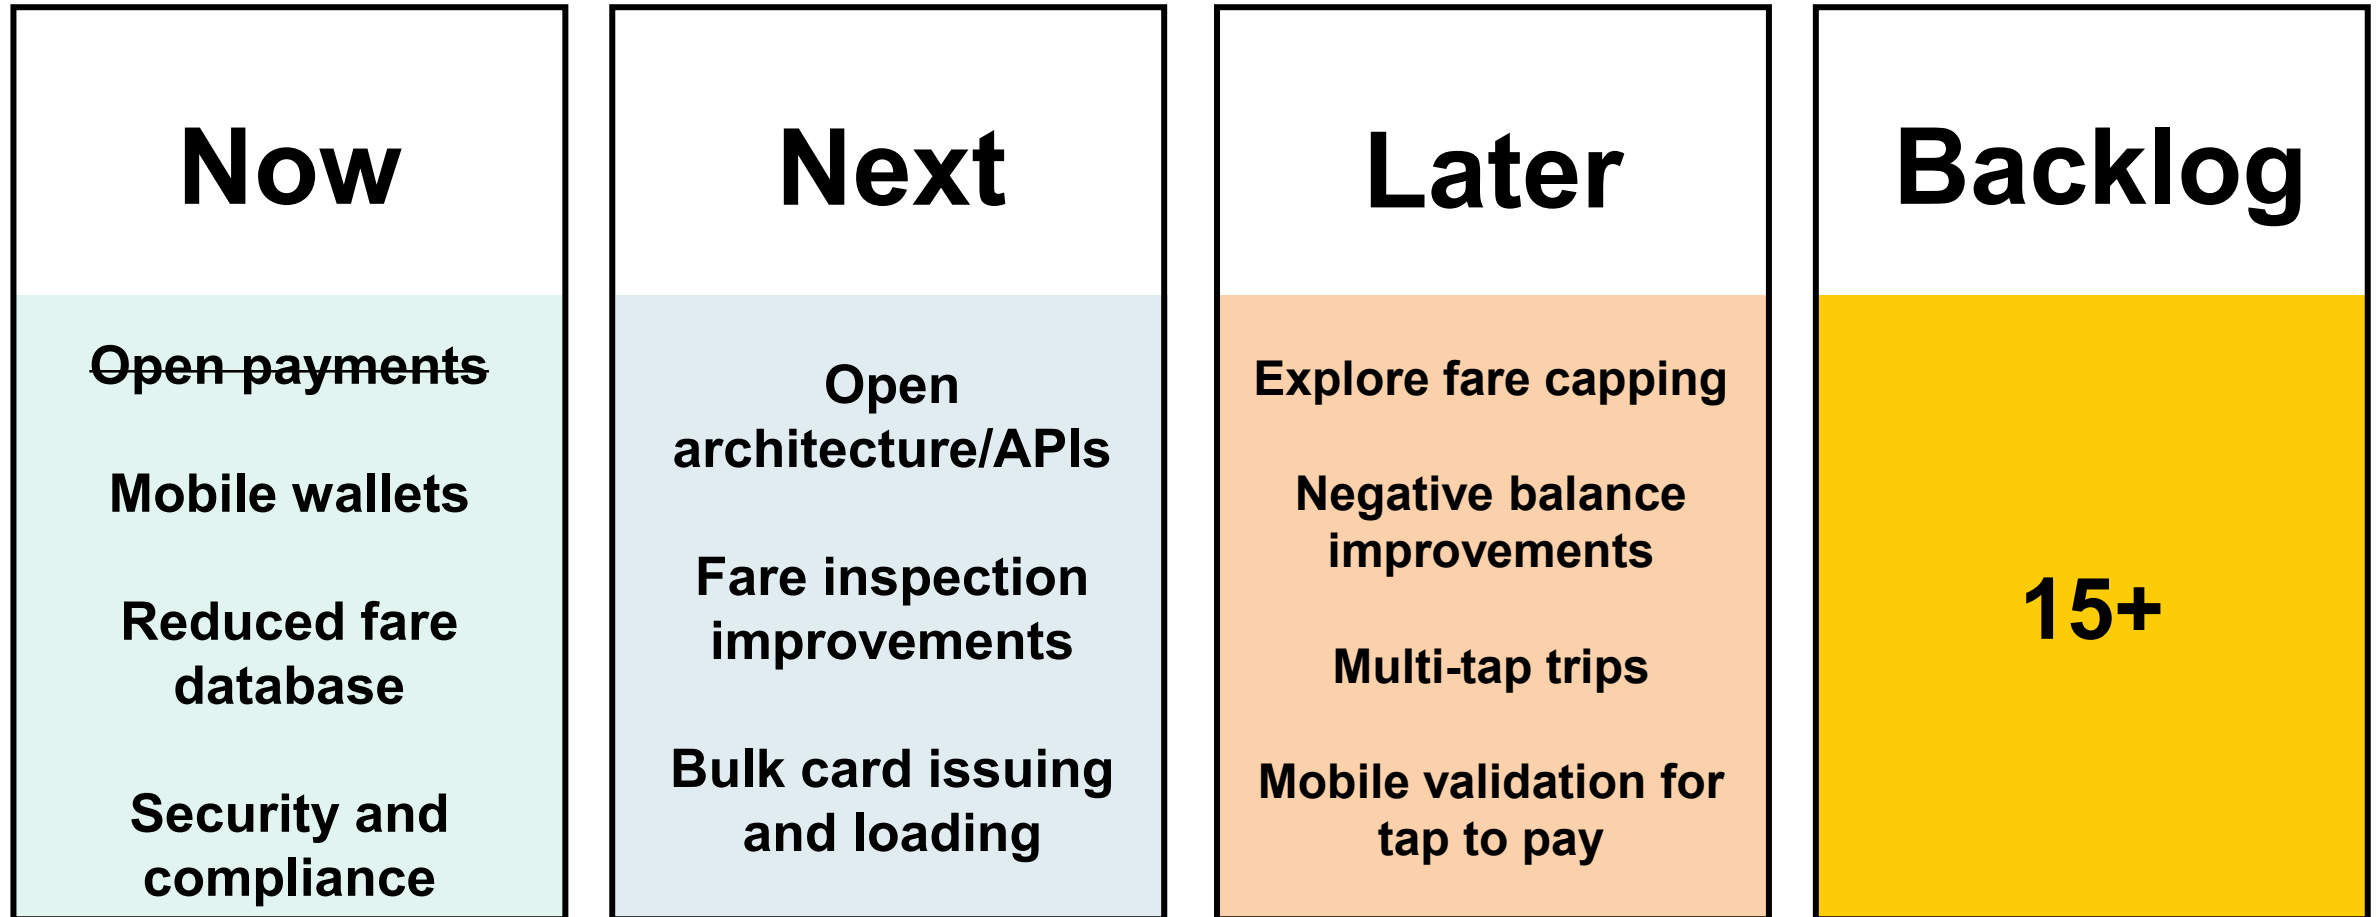 Now
Open payments
Mobile wallets
Reduced fare
database
Security and
compliance
Next
Open
architecture/APIs
Fare inspection
improvements
Bulk card issuing
and loading
Later
Explore fare capping
Negative balance
improvements
Multi-tap trips
Mobile validation for
tap to pay
Backlog
15+